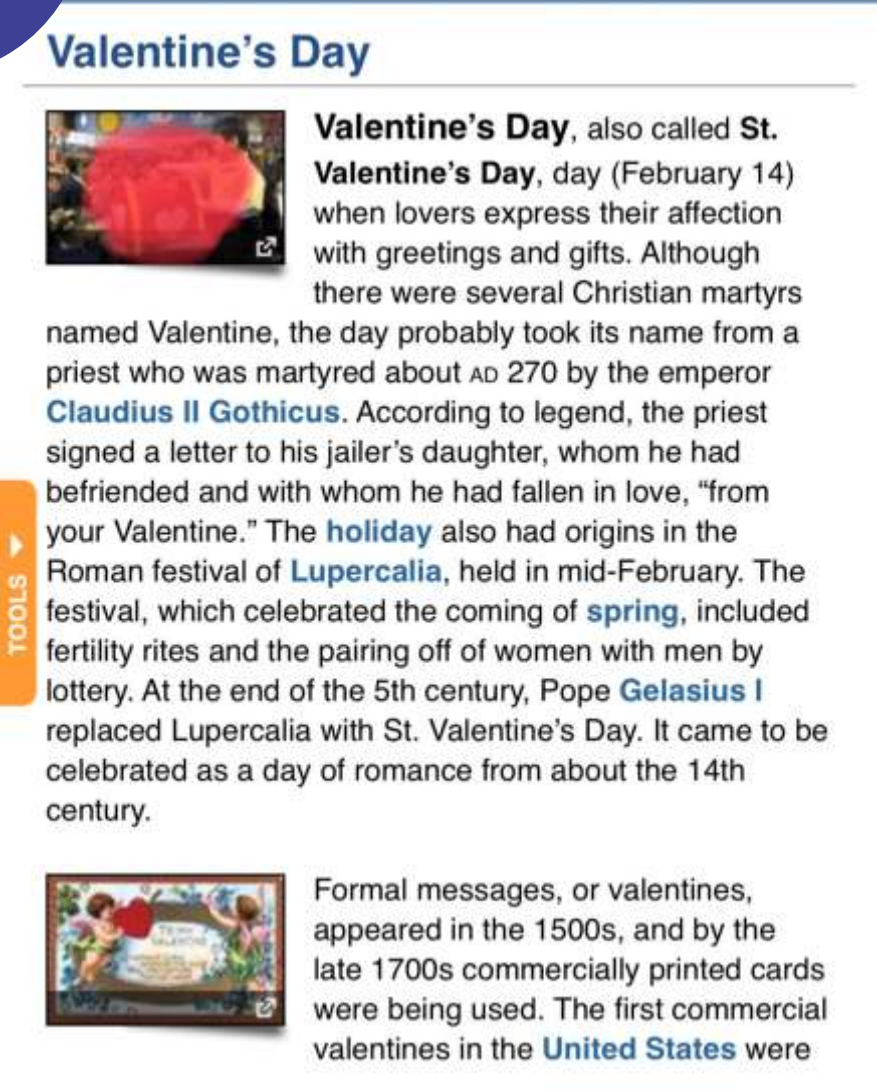 Valentine’s Day
Valentine’s Day, also called St.
Valentine’s Day, day (February 14)
when lovers express their affection
with greetings and gifts. Although
there were several Christian martyrs
named Valentine, the day probably took its name from a
priest who was martyred about AD 270 by the emperor
Claudius II Gothicus. According to legend, the priest
signed a letter to his jailer’s daughter, whom he had
befriended and with whom he had fallen in love, “from
your Valentine.” The holiday also had origins in the
Roman festival of Lupercalia, held in mid-February. The
festival, which celebrated the coming of spring, included
fertility rites and the pairing off of women with men by
lottery. At the end of the 5th century, Pope Gelasius I
replaced Lupercalia with St. Valentine’s Day. It came to be
celebrated as a day of romance from about the 14th
century.
TOOLS
Formal messages, or valentines,
appeared in the 1500s, and by the
late 1700s commercially printed cards
were being used. The first commercial
valentines in the United States were